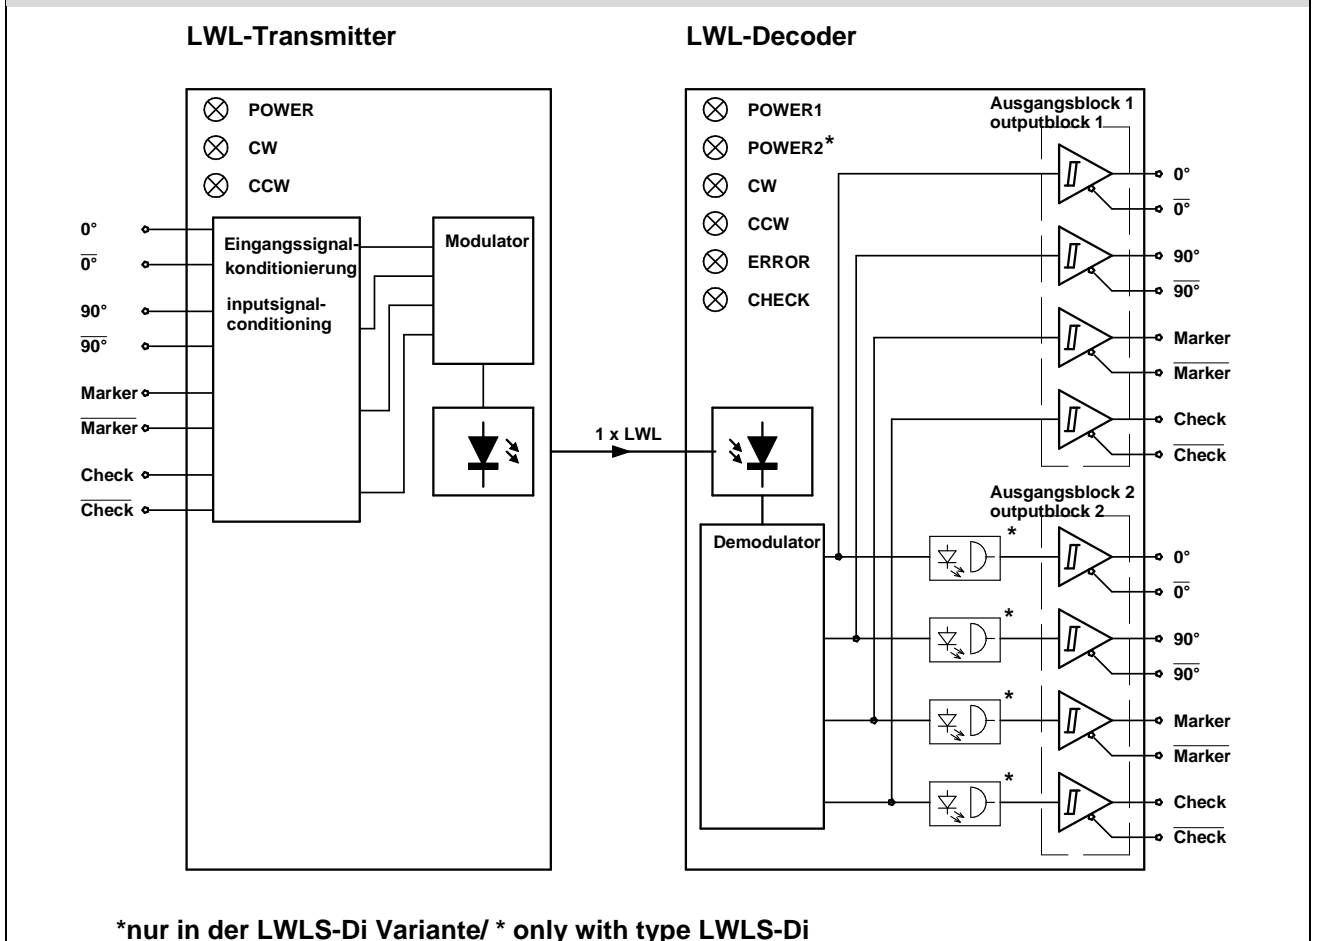 LWL-Transmitter
LWL-Decoder
POWER
CW
CCW
0°
0°
90°
90°
Marker
Marker
Check
Check
Eingangssignal-
konditionierung
inputsignal-
conditioning
Modulator
1 x LWL
POWER1
POWER2*
CW
CCW
ERROR
CHECK
Demodulator
Ausgangsblock 1
outputblock 1
0°
0°
90°
90°
Marker
Marker
Check
Check
Ausgangsblock 2
outputblock 2
*
*
*
*
0°
0°
90°
90°
Marker
Marker
Check
Check
*nur in der LWLS-Di Variante/ * only with type LWLS-Di